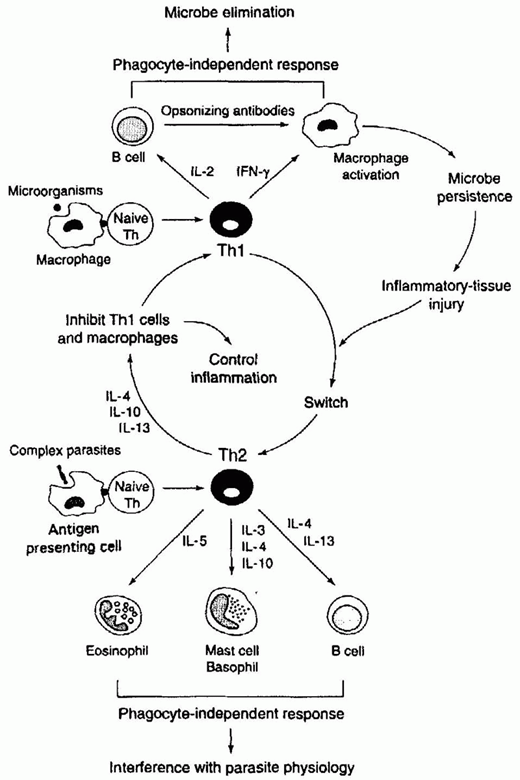 Microbe elimination
Phagocyte-independent response
Opsonizing antibodies
B cell
Macrophage
activation
IL-2
IFN-γ
Microorganisms
Naive
Th
Macrophage
Th1
Microbe
persistence
Inflammatory-tissue
injury
Inhibit Th1 cells
and macrophages
Control
inflammation
Switch
IL-4
IL-10
IL-13
Th2
Complex parasites
Naive
Th
Antigen
presenting cell
IL-5
IL-3
IL-4
IL-10
IL-4
IL-13
Eosinophil
Mast cell
Basophil
B cell
Phagocyte-independent response
Interference with parasite physiology